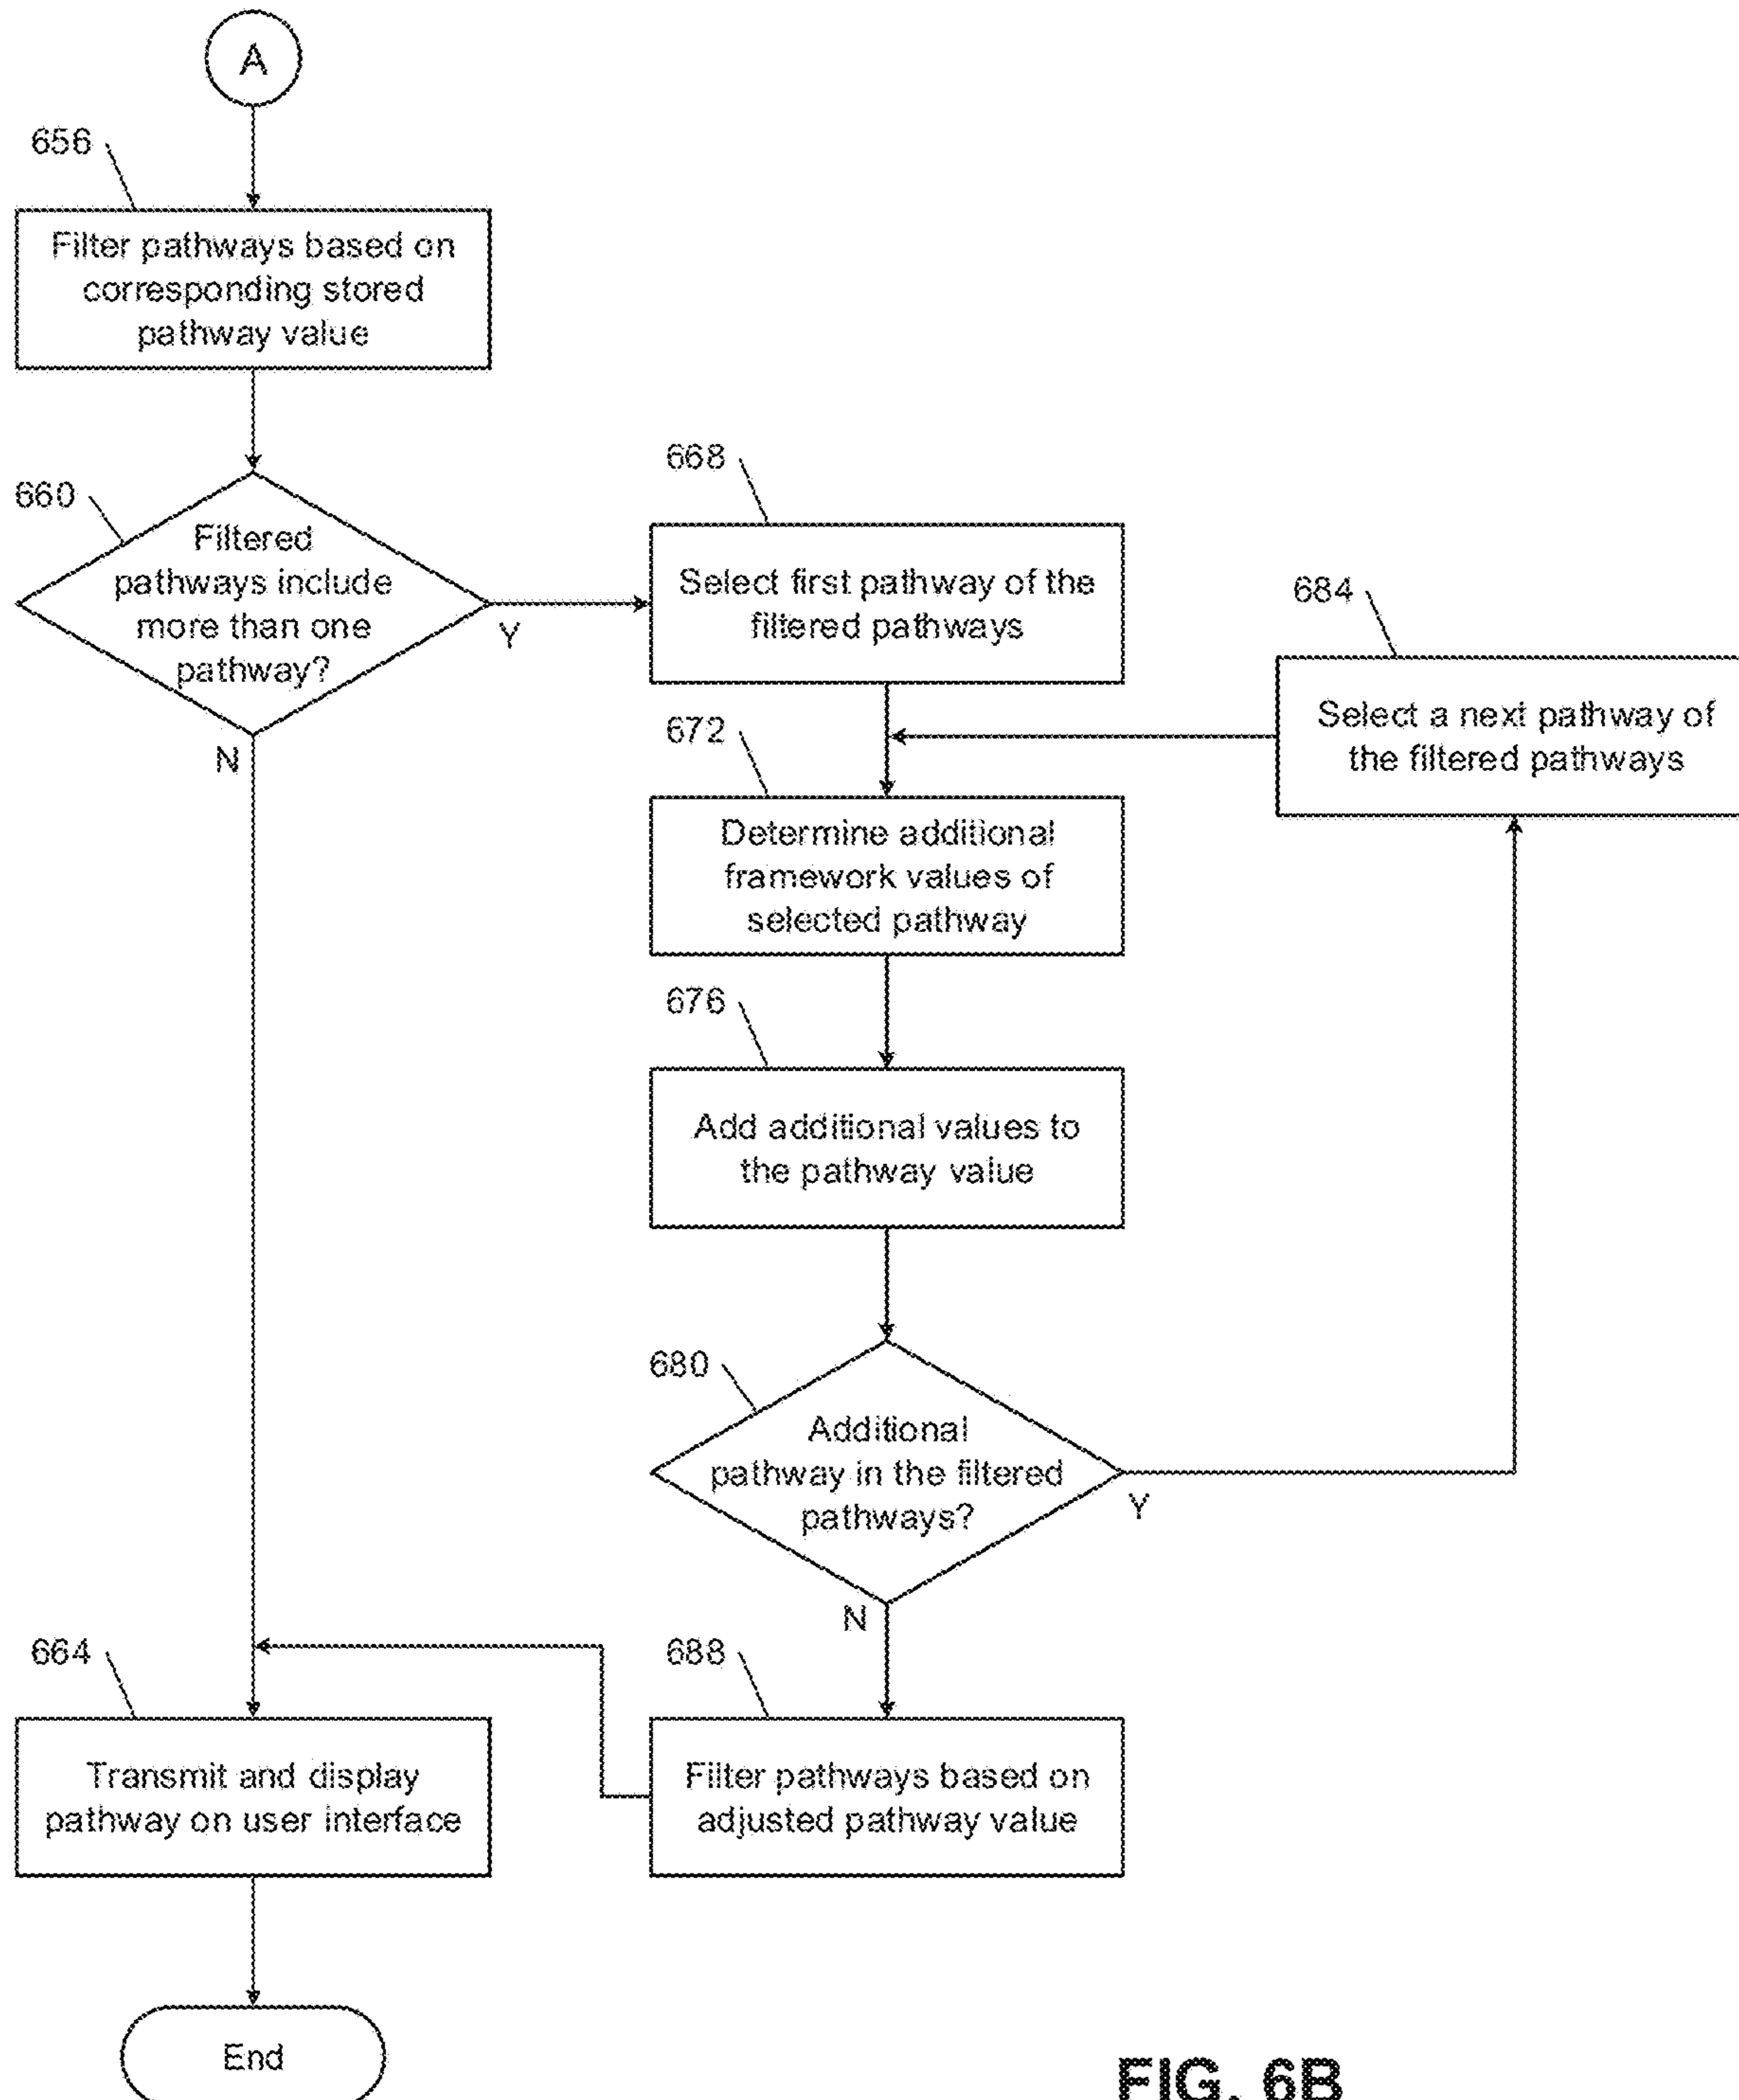 A
656
Filter pathways based on
corresponding stored
pathway value
660
Filtered
pathways include
more than one
pathway?
Y
N
668
Select first pathway of the
filtered pathways
684
Select a next pathway of
the filtered pathways
672
Determine additional
framework values of
selected pathway
676
Add additional values to
the pathway value
680
Additional
pathway in the filtered
pathways?
Y
N
664
Transmit and display
pathway on user interface
688
Filter pathways based on
adjusted pathway value
End
FIG. 6B